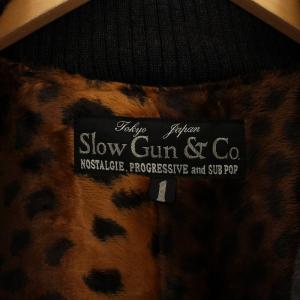 Tokyo Japan
Slow Gun & Co.
NOSTALGIE, PROGRESSIVE and SUB POP
1